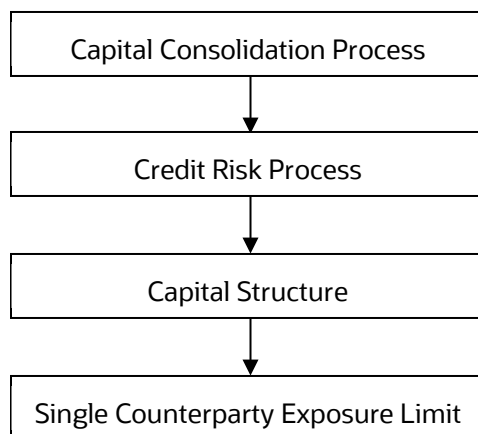 Capital Consolidation Process
Credit Risk Process
Capital Structure
Single Counterparty Exposure Limit